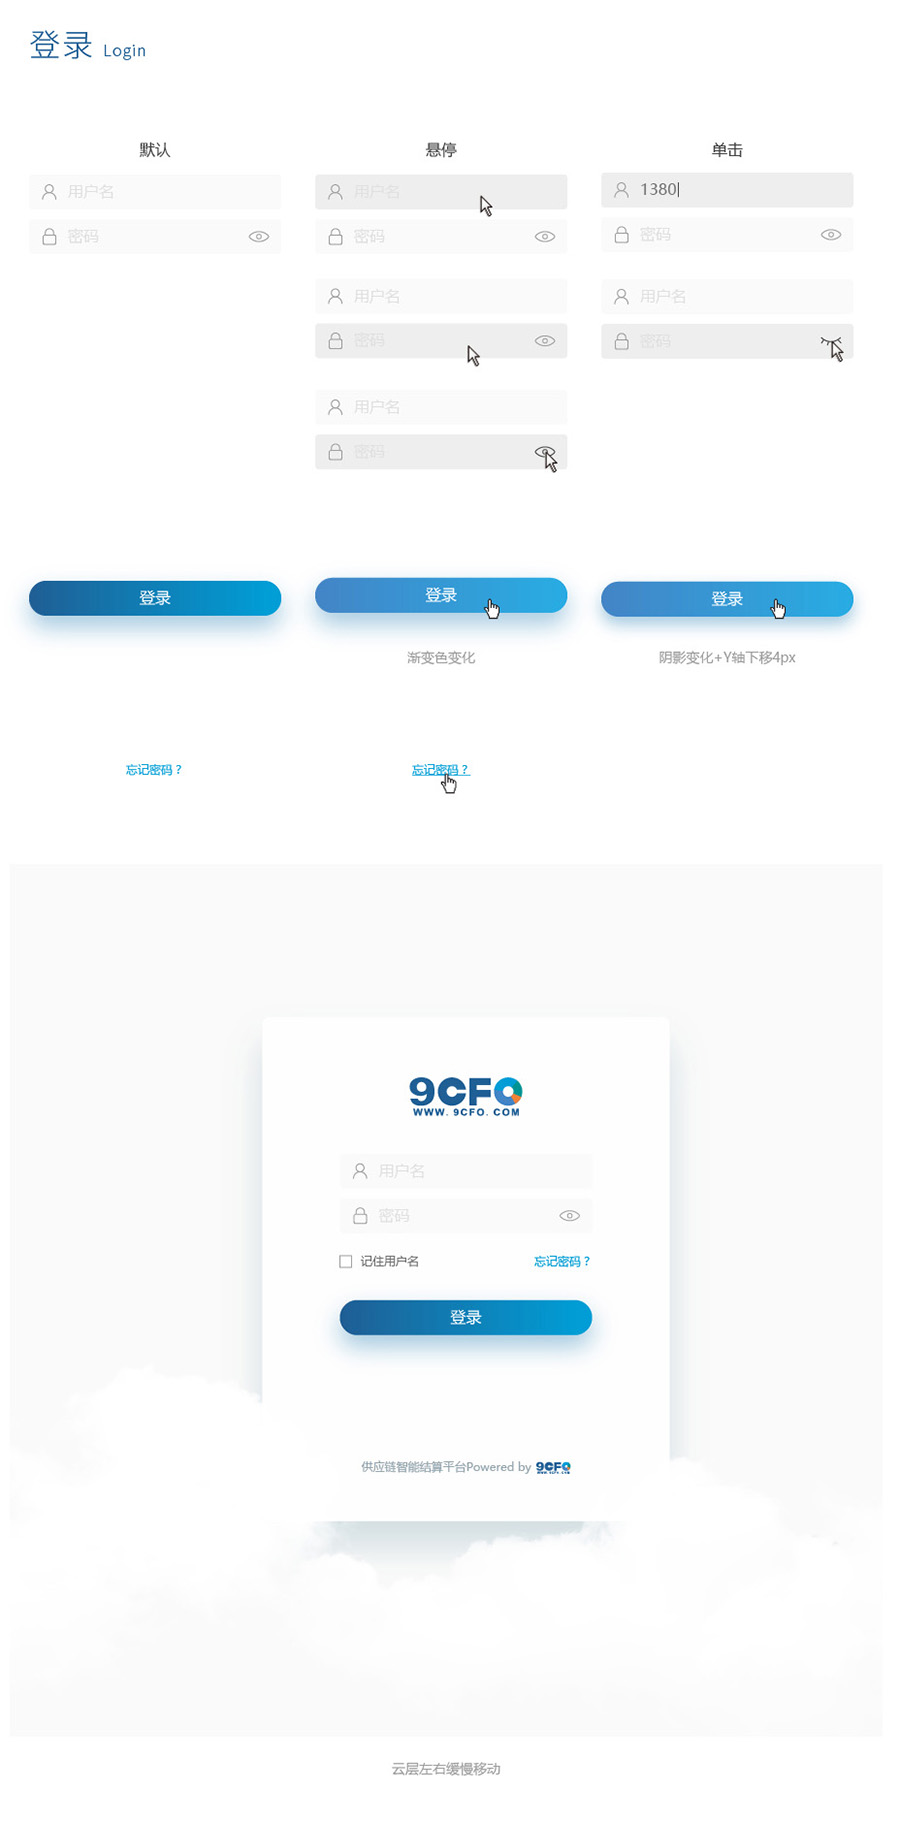 登录 Login
默认 悬停 单击
用户名 用户名 1380
密码 密码 密码
用户名 用户名
密码 密码
用户名
密码
登录 登录 登录
渐变色变化 阴影变化+Y轴下移4px
忘记密码？ 忘记密码？
9CFO
WWW. 9CFO. COM
用户名
密码
记住用户名 忘记密码？
登录
供应链智能结算平台Powered by 9CFO
WWW. 9CFO. COM
云层左右缓慢移动